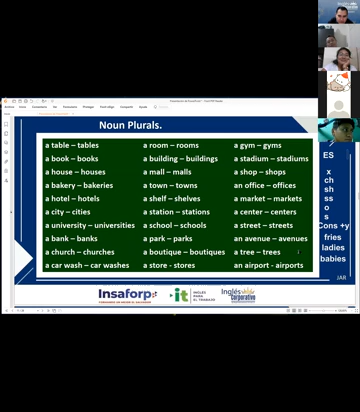 Noun Plurals.
a table – tables
a book – books
a house – houses
a bakery – bakeries
a hotel – hotels
a city – cities
a university – universities
a bank – banks
a church – churches
a car wash – car washes
a room – rooms
a building – buildings
a mall – malls
a town – towns
a shelf – shelves
a station – stations
a school – schools
a park – parks
a boutique – boutiques
a store - stores
a gym – gyms
a stadium – stadiums
a shop – shops
an office – offices
a market – markets
a center – centers
a street – streets
an avenue – avenues
a tree – trees
an airport - airports
ES
x
ch
sh
ss
o
s
Cons +y
fries
ladies
babies
JAR
Insaforp
it
INGLÉS
PARA
EL TRABAJO
Inglés
Corporativo